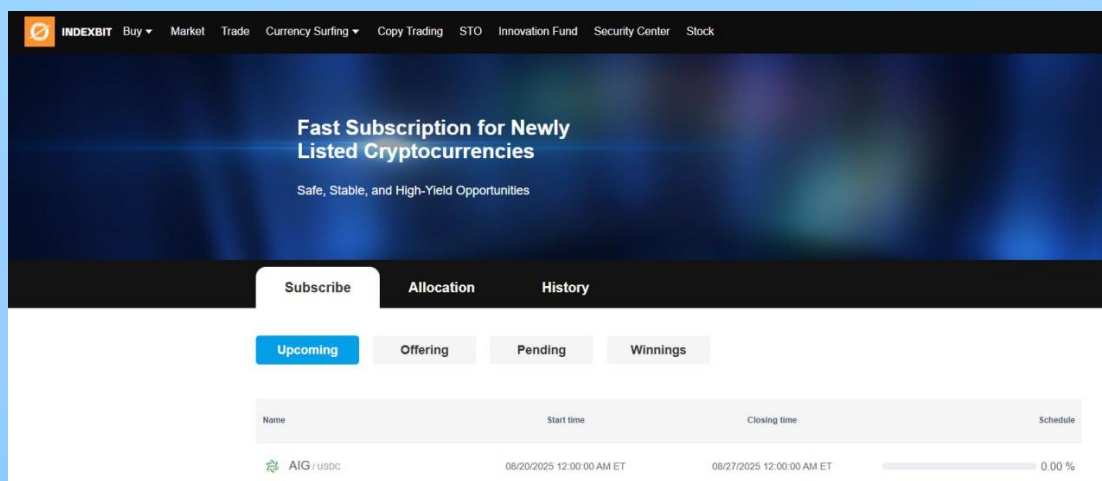 INDEXBIT Buy Market Trade Currency Surfing Copy Trading STO Innovation Fund Security Center Stock
Fast Subscription for Newly
Listed Cryptocurrencies
Safe, Stable, and High-Yield Opportunities
Subscribe Allocation History
Upcoming Offering Pending Winnings
Name Start time Closing time Schedule
AIG / USDC 08/20/2025 12:00:00 AM ET 08/27/2025 12:00:00 AM ET 0.00 %